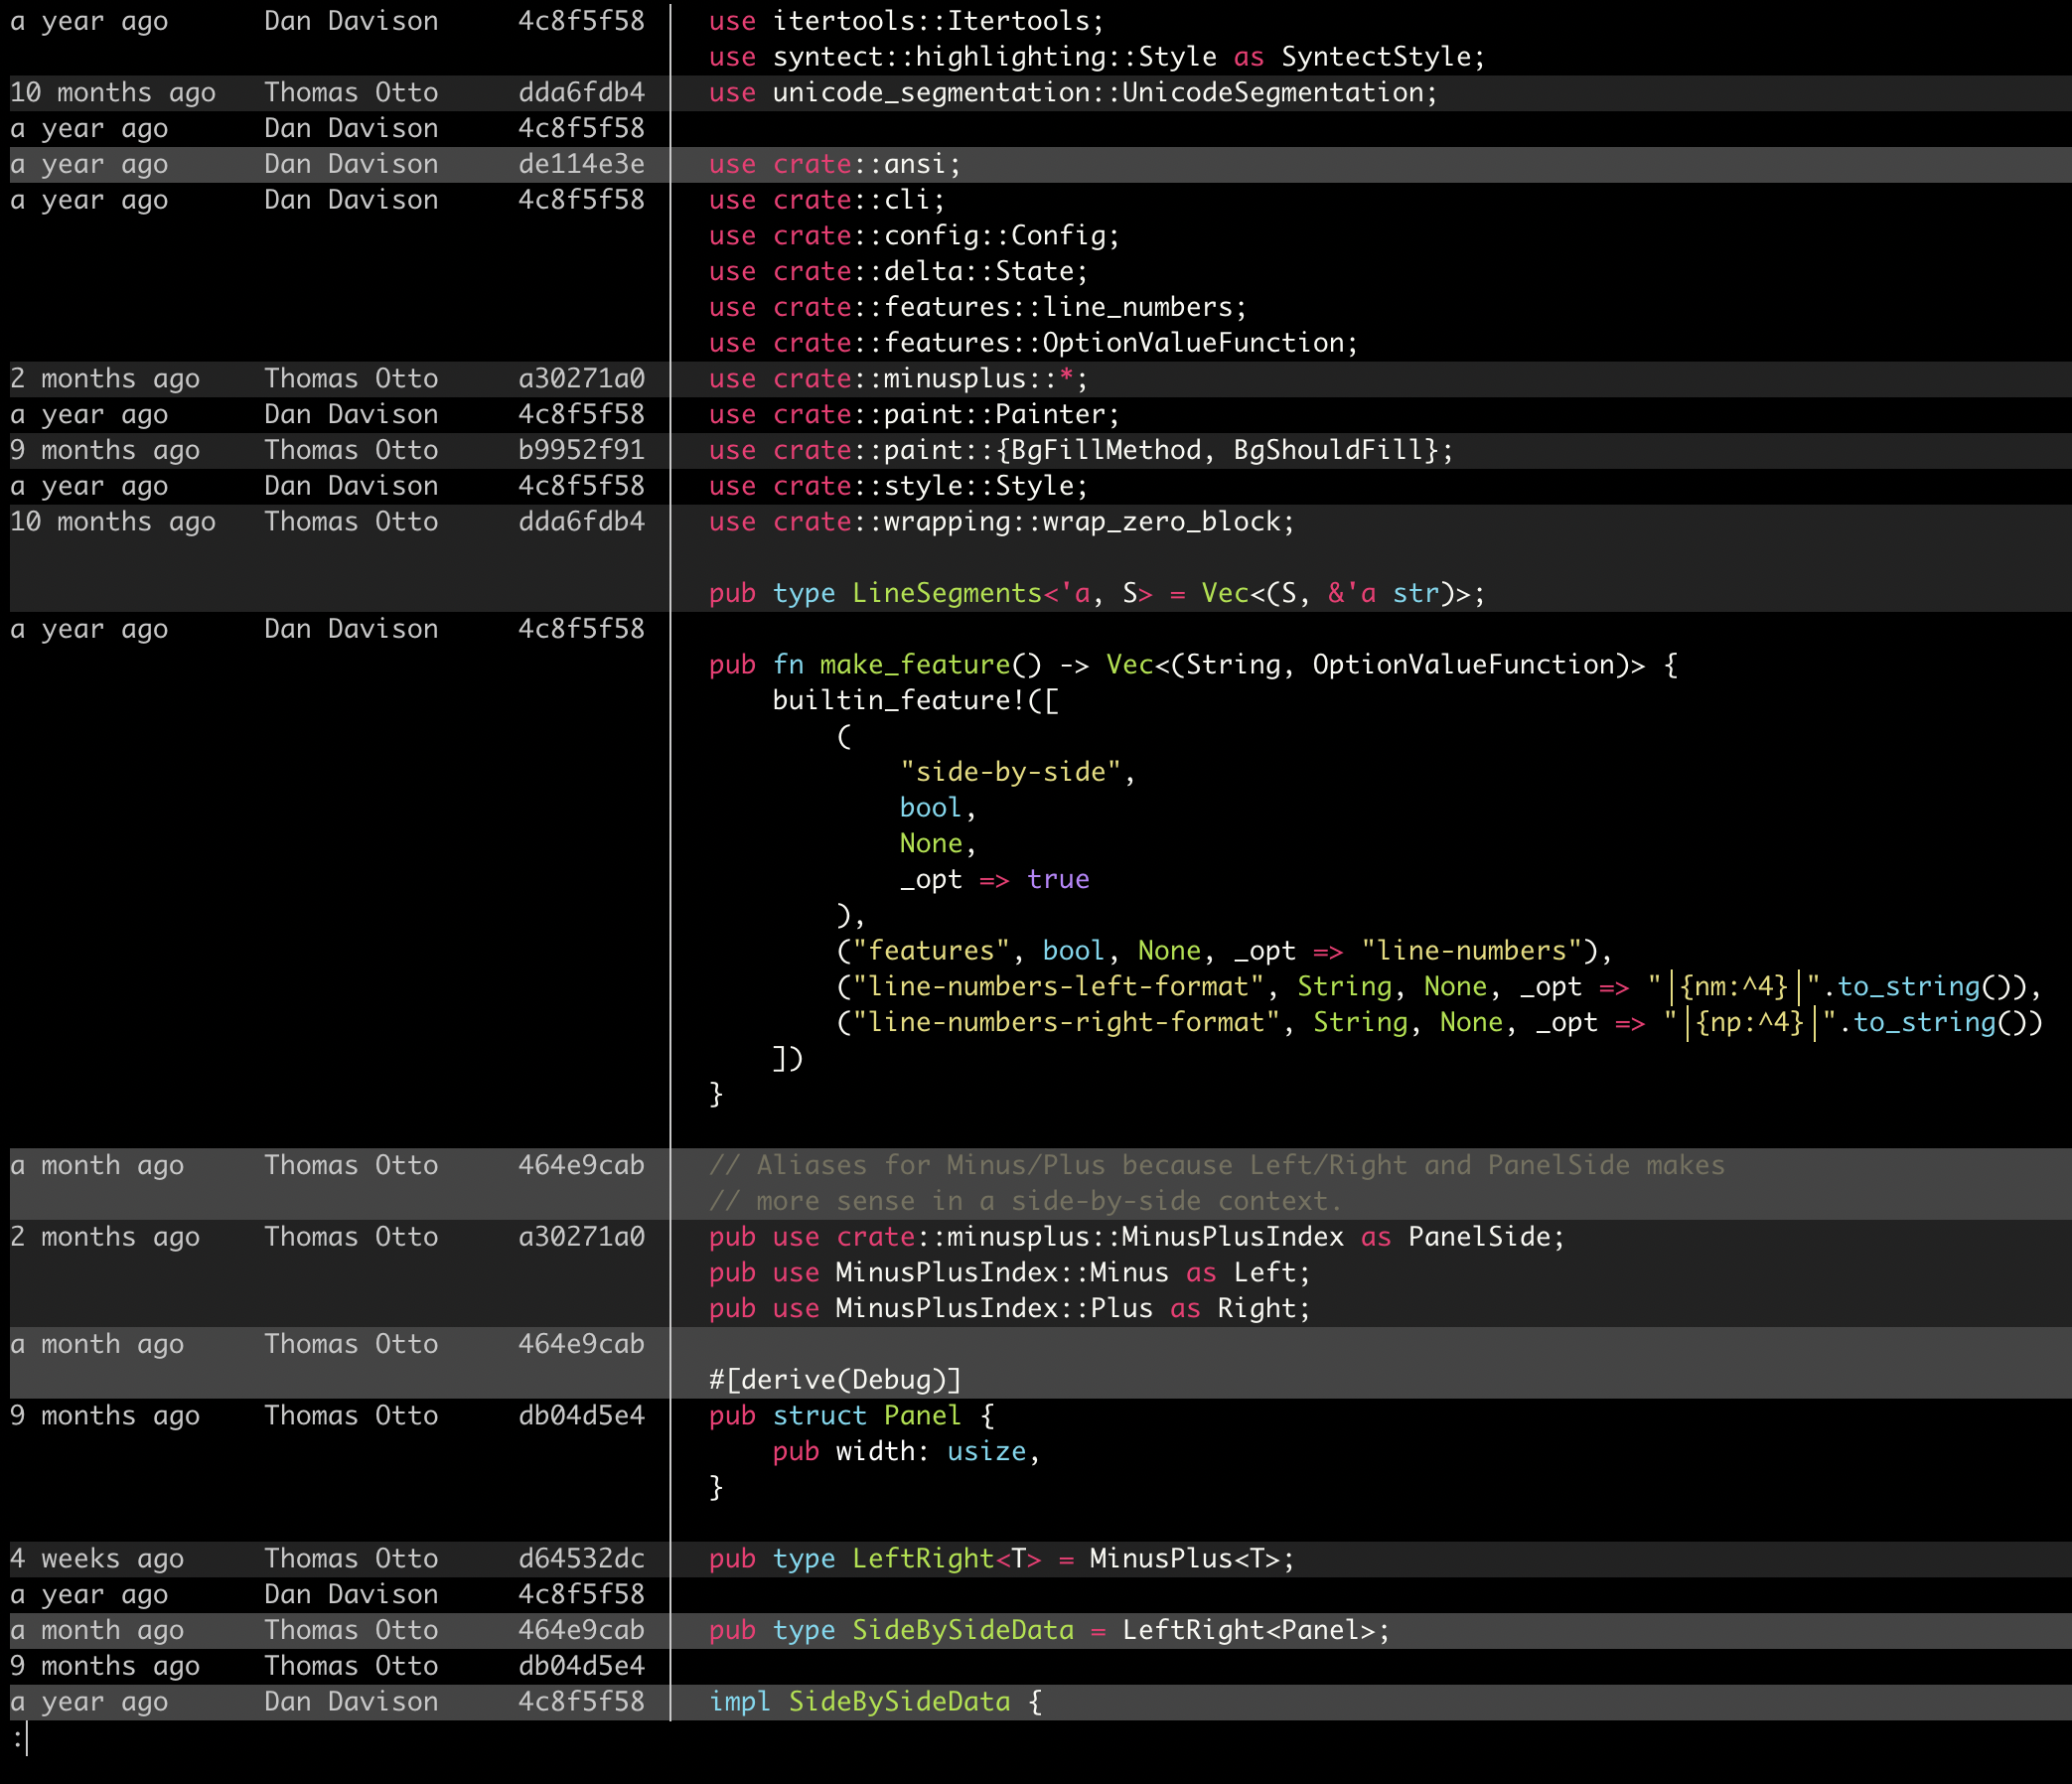 a year ago      Dan Davison     4c8f5f58  │  use itertools::Itertools;
                                          │  use syntect::highlighting::Style as SyntectStyle;
10 months ago   Thomas Otto     dda6fdb4  │  use unicode_segmentation::UnicodeSegmentation;
a year ago      Dan Davison     4c8f5f58  │
a year ago      Dan Davison     de114e3e  │  use crate::ansi;
a year ago      Dan Davison     4c8f5f58  │  use crate::cli;
                                          │  use crate::config::Config;
                                          │  use crate::delta::State;
                                          │  use crate::features::line_numbers;
                                          │  use crate::features::OptionValueFunction;
2 months ago    Thomas Otto     a30271a0  │  use crate::minusplus::*;
a year ago      Dan Davison     4c8f5f58  │  use crate::paint::Painter;
9 months ago    Thomas Otto     b9952f91  │  use crate::paint::{BgFillMethod, BgShouldFill};
a year ago      Dan Davison     4c8f5f58  │  use crate::style::Style;
10 months ago   Thomas Otto     dda6fdb4  │  use crate::wrapping::wrap_zero_block;
                                          │
                                          │  pub type LineSegments<'a, S> = Vec<(S, &'a str)>;
a year ago      Dan Davison     4c8f5f58  │
                                          │  pub fn make_feature() -> Vec<(String, OptionValueFunction)> {
                                          │      builtin_feature!([
                                          │          (
                                          │              "side-by-side",
                                          │              bool,
                                          │              None,
                                          │              _opt => true
                                          │          ),
                                          │          ("features", bool, None, _opt => "line-numbers"),
                                          │          ("line-numbers-left-format", String, None, _opt => "│{nm:^4}│".to_string()),
                                          │          ("line-numbers-right-format", String, None, _opt => "│{np:^4}│".to_string())
                                          │      ])
                                          │  }
                                          │
a month ago     Thomas Otto     464e9cab  │  // Aliases for Minus/Plus because Left/Right and PanelSide makes
                                          │  // more sense in a side-by-side context.
2 months ago    Thomas Otto     a30271a0  │  pub use crate::minusplus::MinusPlusIndex as PanelSide;
                                          │  pub use MinusPlusIndex::Minus as Left;
                                          │  pub use MinusPlusIndex::Plus as Right;
a month ago     Thomas Otto     464e9cab  │
                                          │  #[derive(Debug)]
9 months ago    Thomas Otto     db04d5e4  │  pub struct Panel {
                                          │      pub width: usize,
                                          │  }
                                          │
4 weeks ago     Thomas Otto     d64532dc  │  pub type LeftRight<T> = MinusPlus<T>;
a year ago      Dan Davison     4c8f5f58  │
a month ago     Thomas Otto     464e9cab  │  pub type SideBySideData = LeftRight<Panel>;
9 months ago    Thomas Otto     db04d5e4  │
a year ago      Dan Davison     4c8f5f58  │  impl SideBySideData {
: